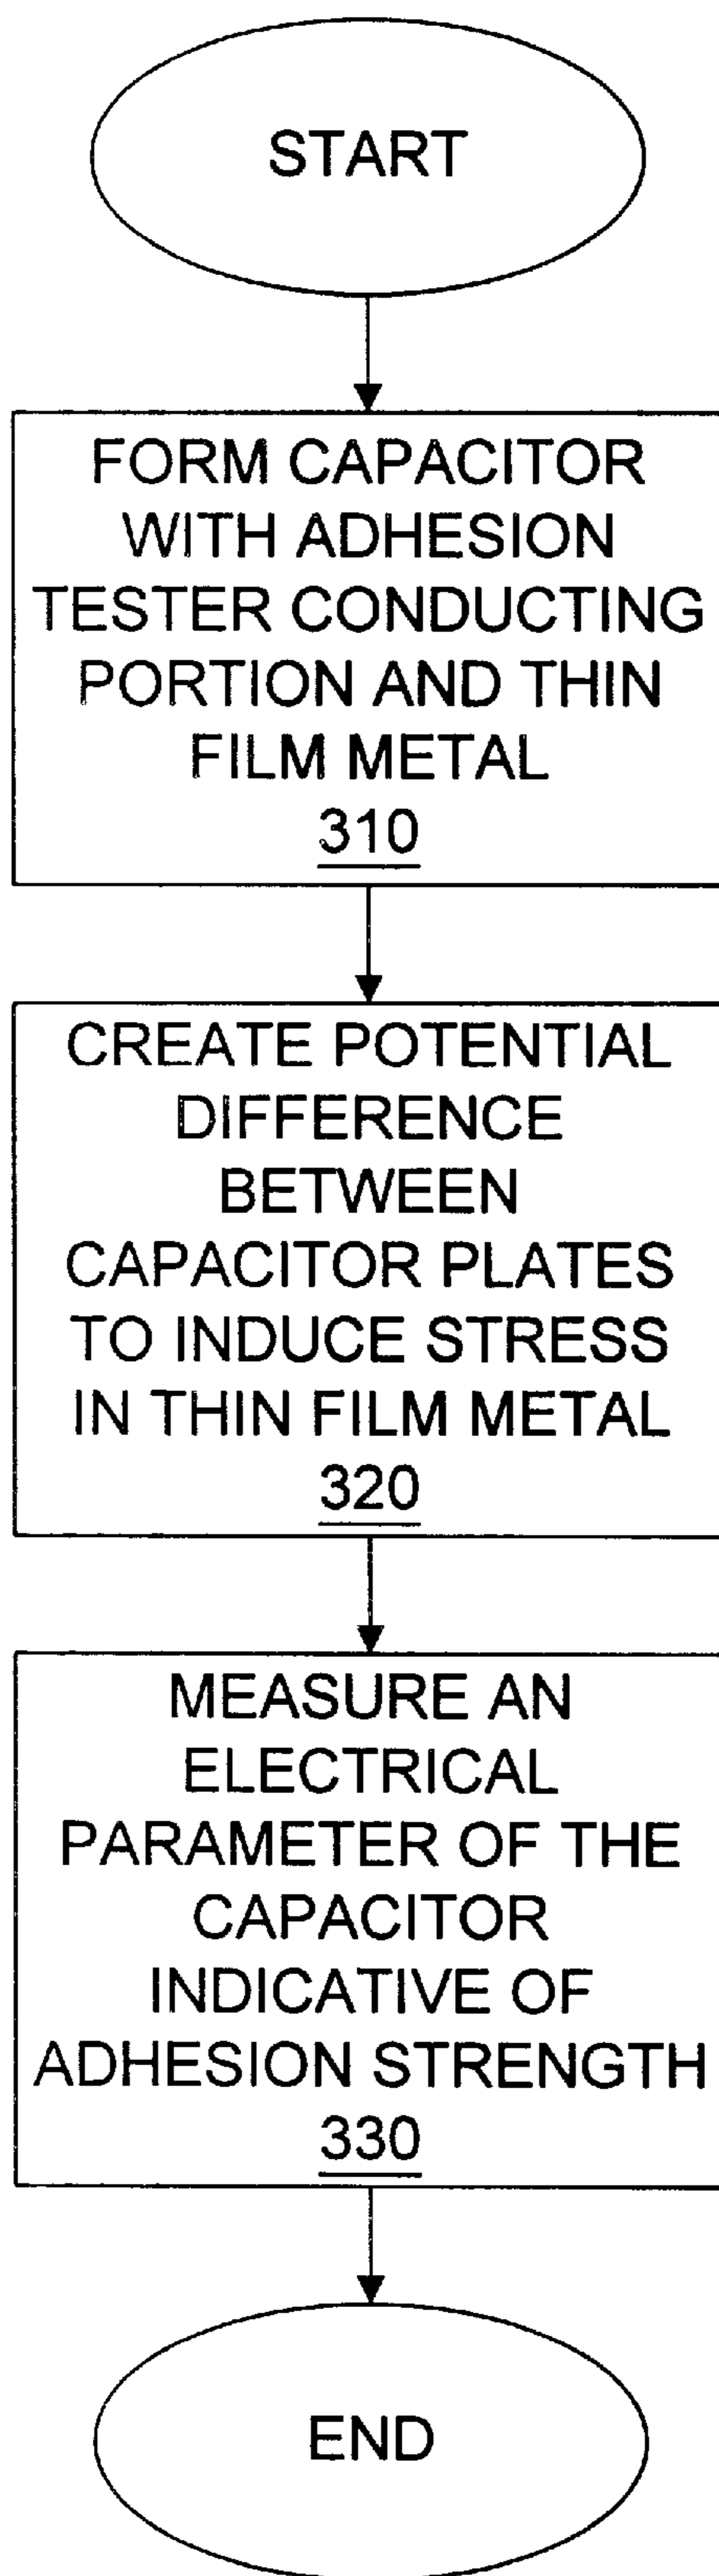 START
FORM CAPACITOR
WITH ADHESION
TESTER CONDUCTING
PORTION AND THIN
FILM METAL
310
CREATE POTENTIAL
DIFFERENCE
BETWEEN
CAPACITOR PLATES
TO INDUCE STRESS
IN THIN FILM METAL
320
MEASURE AN
ELECTRICAL
PARAMETER OF THE
CAPACITOR
INDICATIVE OF
ADHESION STRENGTH
330
END